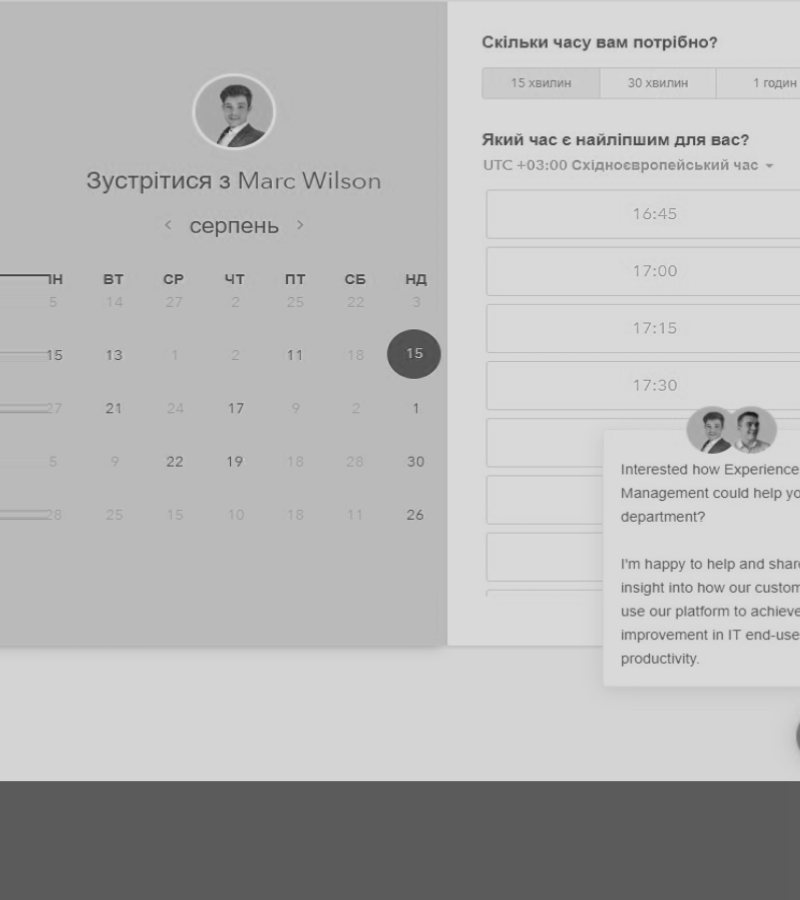 Зустрітися з Marc Wilson
< серпень >
ІН ВТ СР ЧТ ПТ СБ НД
5 14 27 2 25 22 3
15 13 1 2 11 18 15
27 21 24 17 9 2 1
5 9 22 19 18 28 30
28 25 15 10 18 11 26
Скільки часу вам потрібно?
15 хвилин 30 хвилин 1 годин
Який час є найліпшим для вас?
UTC +03:00 Східноєвропейський час
16:45
17:00
17:15
17:30
Interested how Experience
Management could help yo
department?
I'm happy to help and shar
insight into how our custom
use our platform to achieve
improvement in IT end-use
productivity.